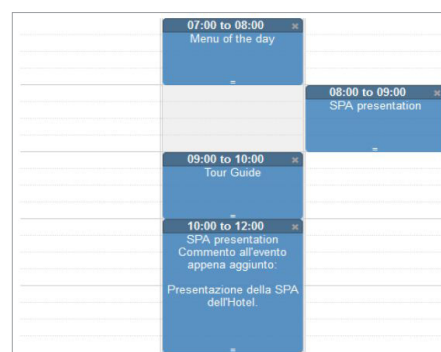 07:00 to 08:00
Menu of the day
08:00 to 09:00
SPA presentation
09:00 to 10:00
Tour Guide
10:00 to 12:00
SPA presentation
Commento all'evento
appena aggiunto:
Presentazione della SPA
dell'Hotel.